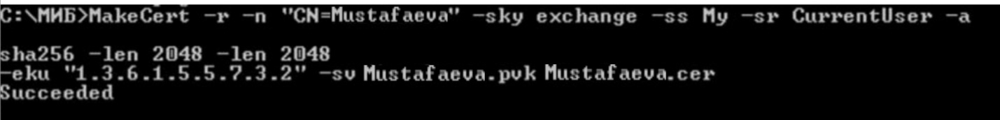 C:\МИБ>MakeCert -r -n "CN=Mustafaeva" -sky exchange -ss My -sr CurrentUser -a
sha256 -len 2048 -len 2048
-eku "1.3.6.1.5.5.7.3.2" -sv Mustafaeva.pvk Mustafaeva.cer
Succeeded